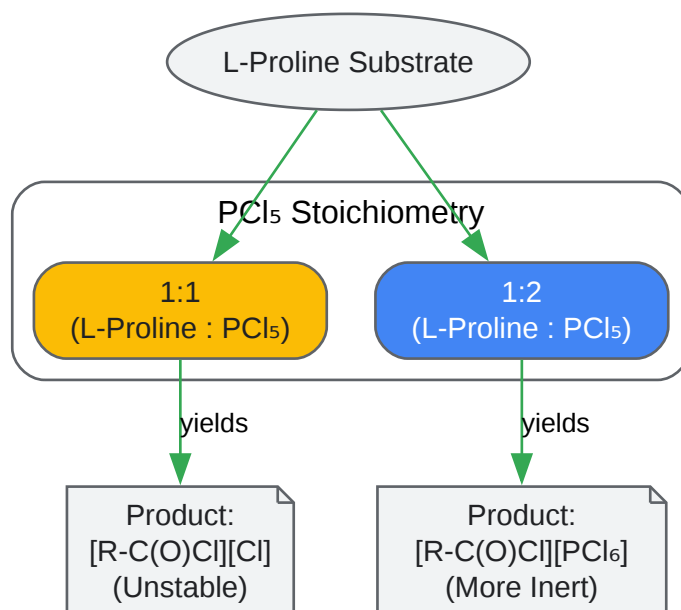 L-Proline Substrate
PCl₅ Stoichiometry
1:1
(L-Proline : PCl₅)
1:2
(L-Proline : PCl₅)
yields
yields
Product:
[R-C(O)Cl][Cl]
(Unstable)
Product:
[R-C(O)Cl][PCl₆]
(More Inert)